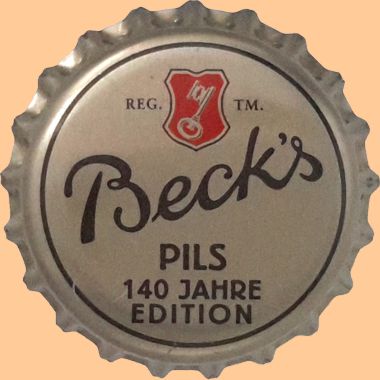 REG. TM.
Beck's
PILS
140 JAHRE
EDITION